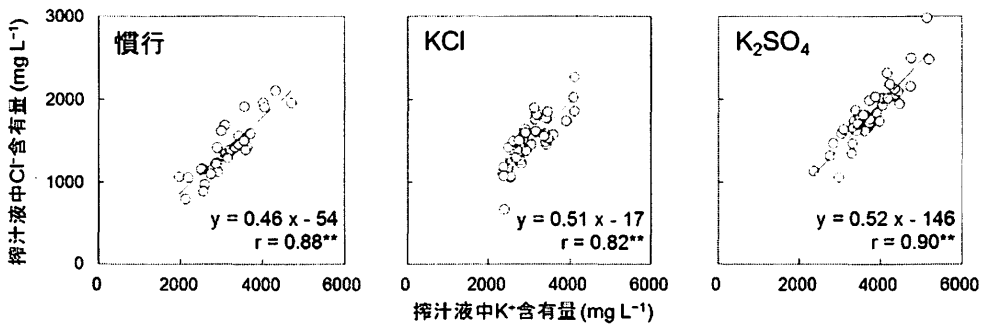 慣行
KCl
K₂SO₄
搾汁液中Cl⁻含有量 (mg L⁻¹)
3000
2000
1000
0
y = 0.46 x - 54
r = 0.88**
y = 0.51 x - 17
r = 0.82**
y = 0.52 x - 146
r = 0.90**
0 2000 4000 6000
0 2000 4000 6000
0 2000 4000 6000
搾汁液中K⁺含有量 (mg L⁻¹)